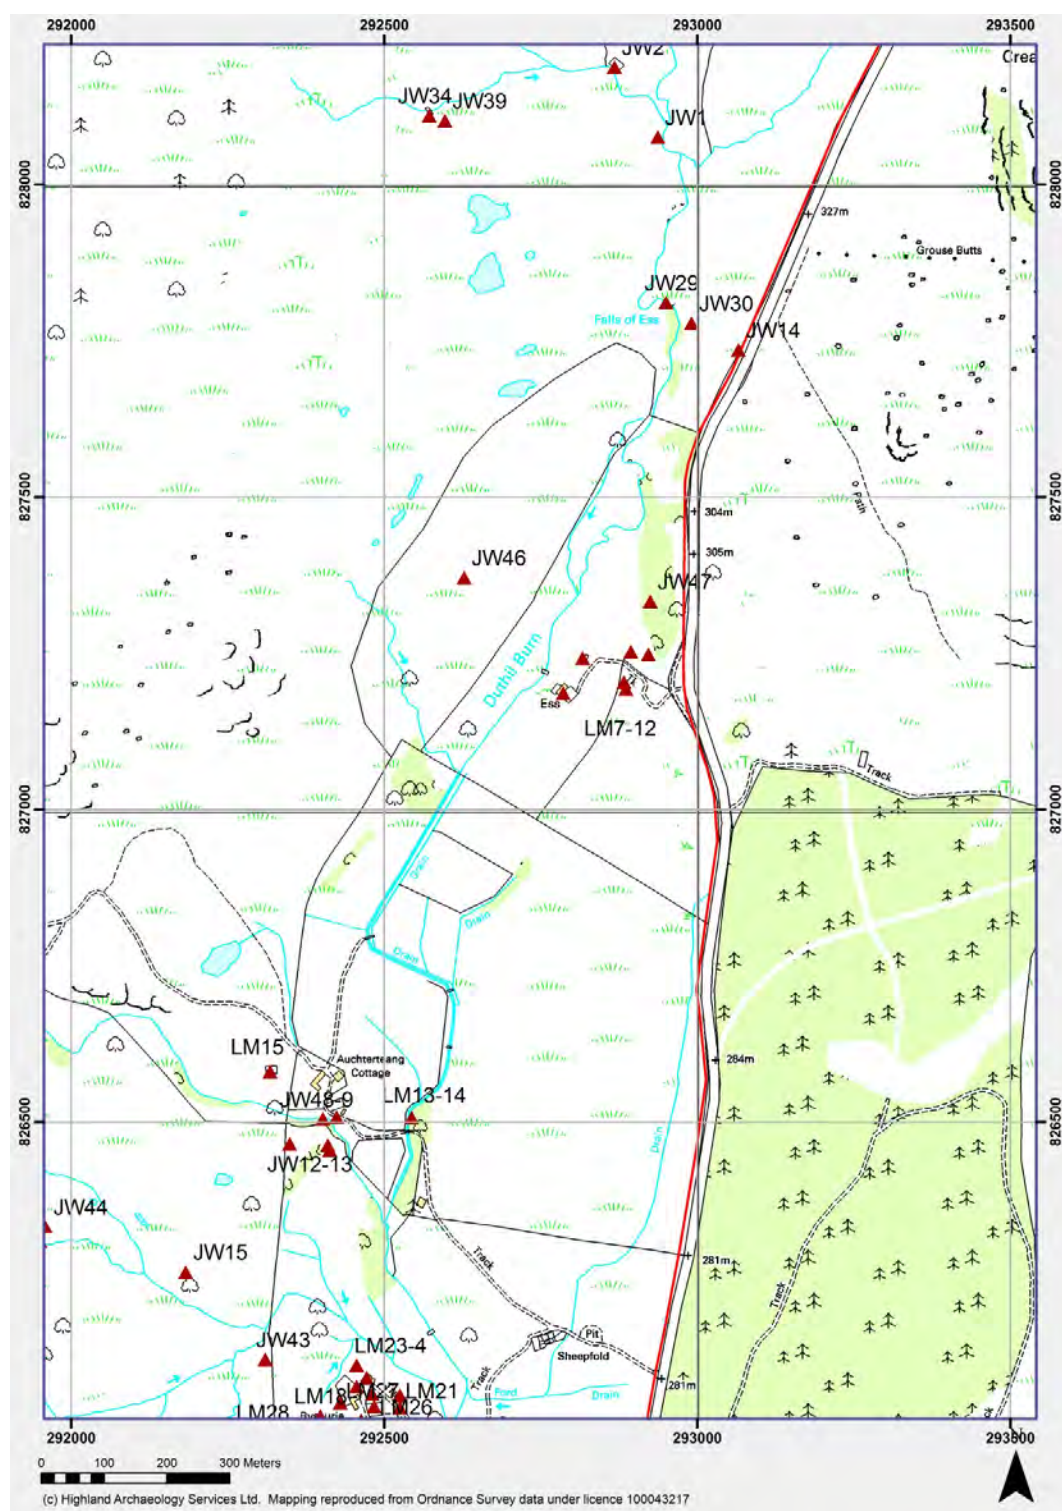 292000 292500 293000 293500
JW2
Crea
JW34 JW39
JW1
828000 828000
327m
Grouse Butts
JW29
JW30
Falls of Ess
JW14
827500 827500
304m
Path
305m
JW46
JW47
Duthil Burn
Ess
LM7-12
Track
827000 827000
Drain
Drain
Drain
LM15
Auchterteang
Cottage
284m
JW48-9
LM13-14
826500 826500
Drain
JW12-13
JW44
JW15
Track
281m
Track
Pit
Sheepfold
JW43
LM23-4
Track
281m
LM18 LM27 LM21
Ford
Drain
LM28
LM26
292000 292500 293000 293500
0 100 200 300 Meters
(c) Highland Archaeology Services Ltd. Mapping reproduced from Ordnance Survey data under licence 100043217